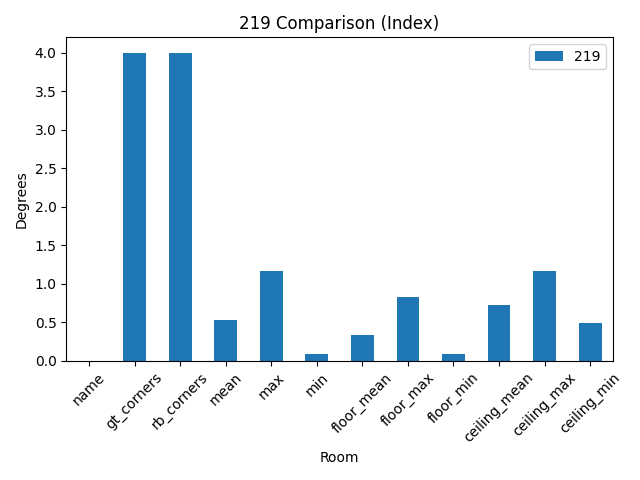 219 Comparison (Index)
219
Degrees
4.0
3.5
3.0
2.5
2.0
1.5
1.0
0.5
0.0
name
gt_corners
rb_corners
mean
max
min
floor_mean
floor_max
floor_min
ceiling_mean
ceiling_max
ceiling_min
Room